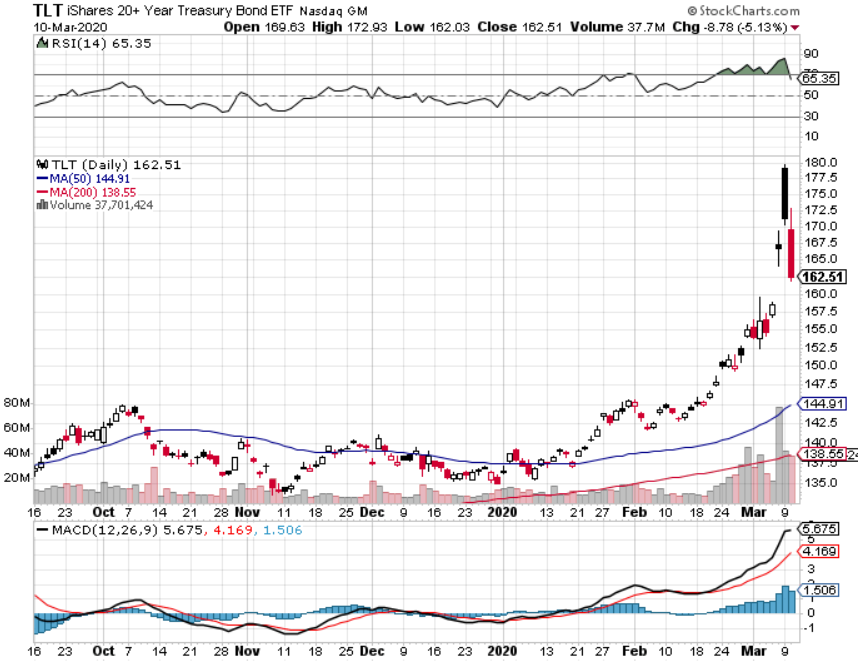 TLT iShares 20+ Year Treasury Bond ETF Nasdaq GM © StockCharts.com
10-Mar-2020 Open 169.63 High 172.93 Low 162.03 Close 162.51 Volume 37.7M Chg -8.78 (-5.13%)
RSI(14) 65.35
90
70
65.35
50
30
10
TLT (Daily) 162.51
MA(50) 144.91
MA(200) 138.55
Volume 37,701,424
180.0
177.5
175.0
172.5
170.0
167.5
165.0
162.51
160.0
157.5
155.0
152.5
150.0
147.5
144.91
142.5
140.0
138.55
137.5
135.0
80M
60M
40M
20M
16 23 Oct 7 14 21 28 Nov 11 18 25 Dec 9 16 23 2020 13 21 27 Feb 10 18 24 Mar 9
MACD(12,26,9) 5.675, 4.169, 1.506
5.675
5
4.169
3
1.506
0
-1
16 23 Oct 7 14 21 28 Nov 11 18 25 Dec 9 16 23 2020 13 21 27 Feb 10 18 24 Mar 9